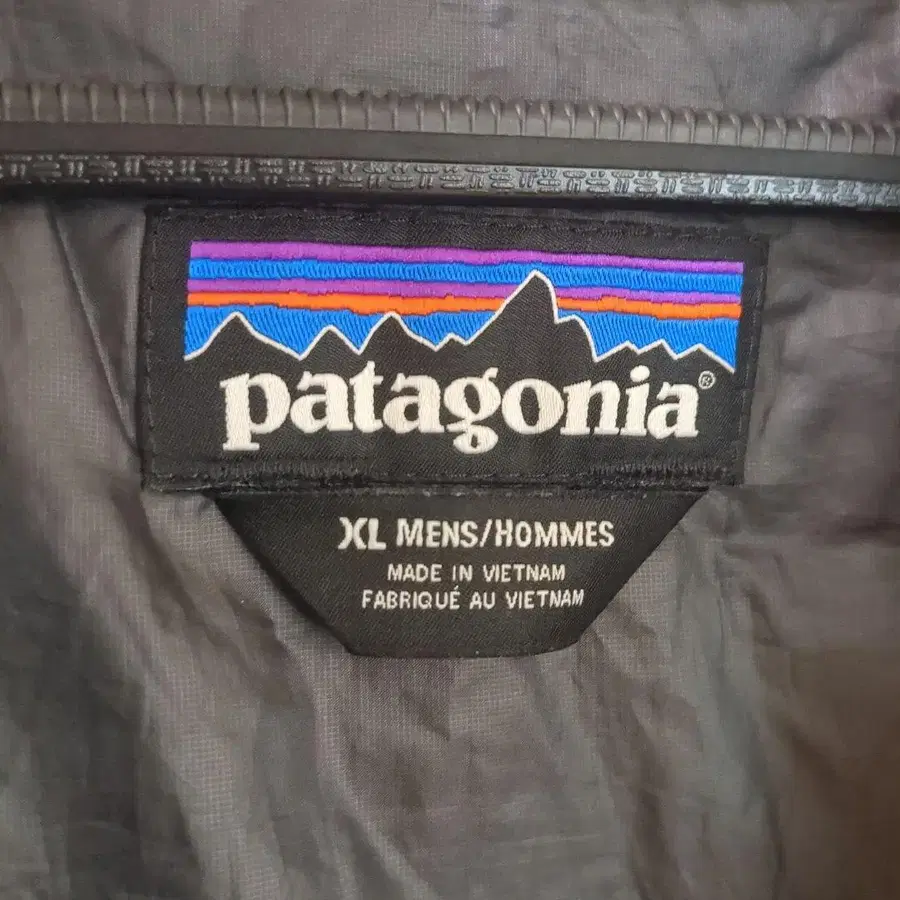 patagonia®
XL MENS/HOMMES
MADE IN VIETNAM
FABRIQUÉ AU VIETNAM